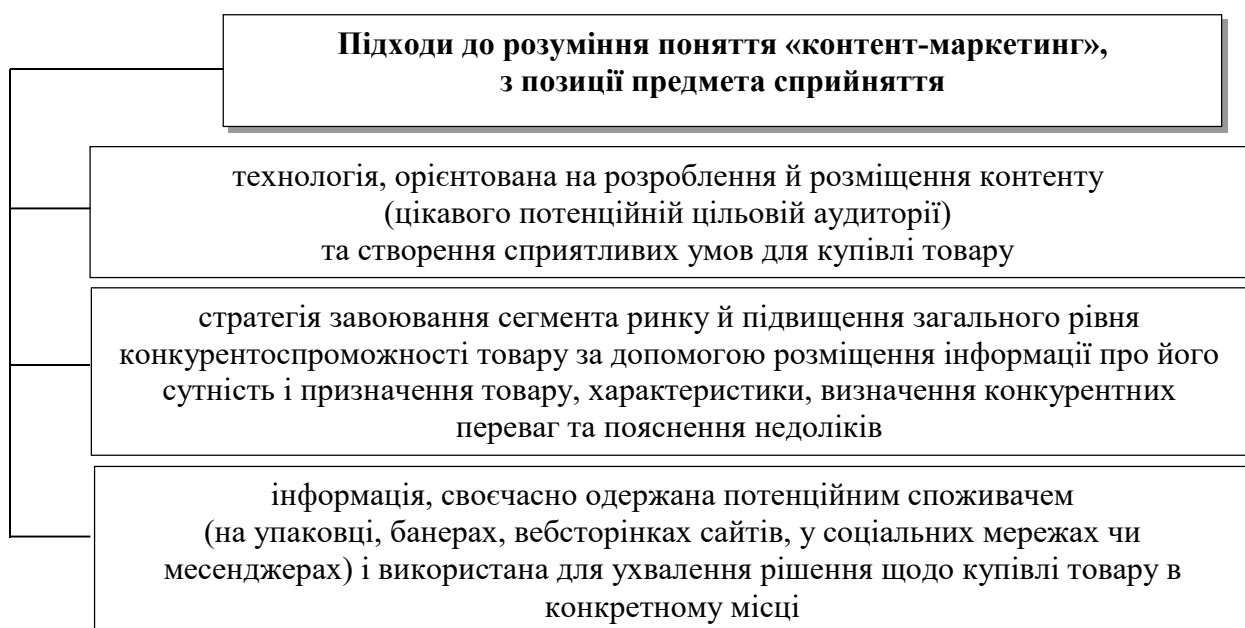 Підходи до розуміння поняття «контент-маркетинг»,
з позиції предмета сприйняття
технологія, орієнтована на розроблення й розміщення контенту
(цікавого потенційній цільовій аудиторії)
та створення сприятливих умов для купівлі товару
стратегія завоювання сегмента ринку й підвищення загального рівня
конкурентоспроможності товару за допомогою розміщення інформації про його
сутність і призначення товару, характеристики, визначення конкурентних
переваг та пояснення недоліків
інформація, своєчасно одержана потенційним споживачем
(на упаковці, банерах, вебсторінках сайтів, у соціальних мережах чи
месенджерах) і використана для ухвалення рішення щодо купівлі товару в
конкретному місці